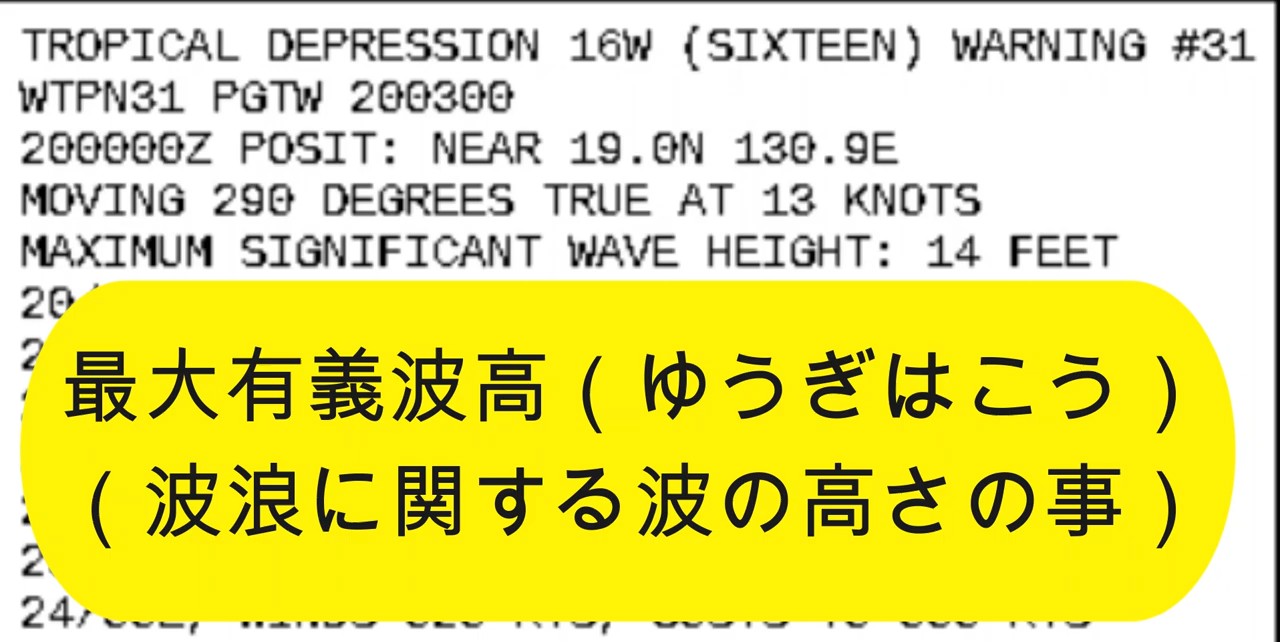 TROPICAL DEPRESSION 16W (SIXTEEN) WARNING #31
WTPN31 PGTW 200300
200000Z POSIT: NEAR 19.0N 130.9E
MOVING 290 DEGREES TRUE AT 13 KNOTS
MAXIMUM SIGNIFICANT WAVE HEIGHT: 14 FEET
最大有義波高(ゆうぎはこう)
(波浪に関する波の高さの事)